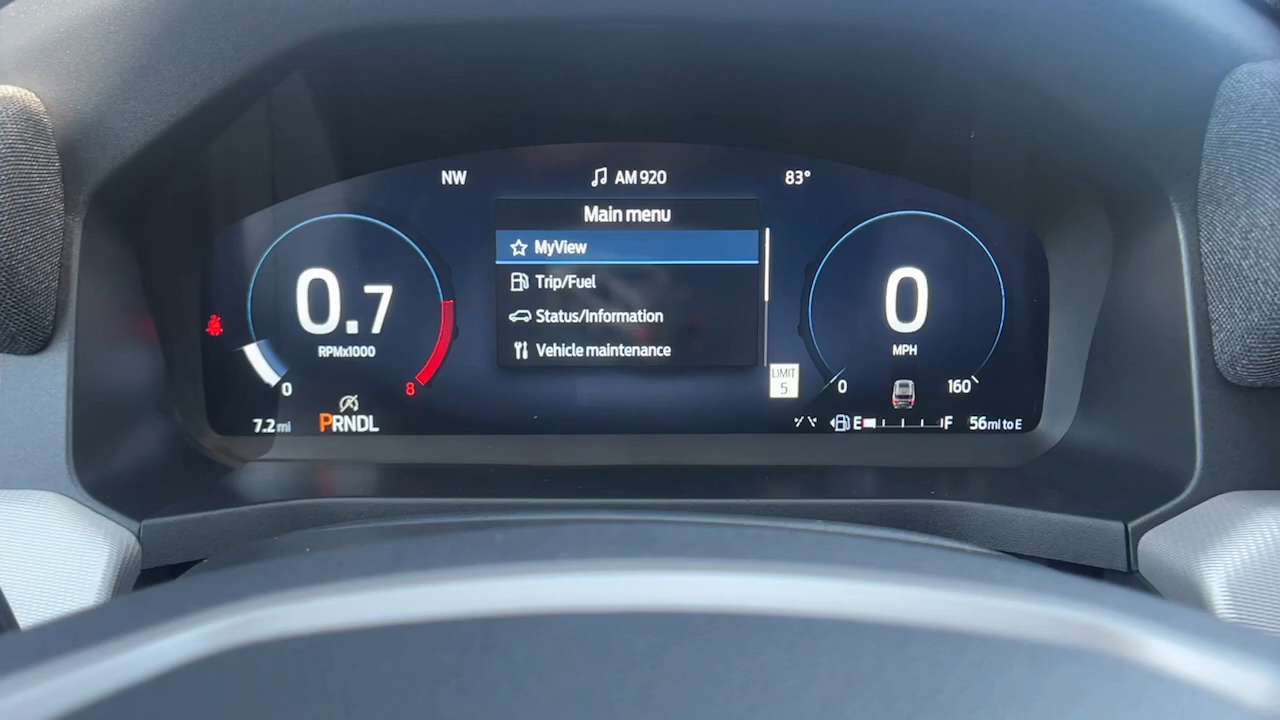 NW
AM 920
83°
Main menu
MyView
Trip/Fuel
Status/Information
Vehicle maintenance
0.7
RPMx1000
0
8
0
MPH
0
160
LIMIT
5
7.2 mi
PRNDL
E
F
56 mi to E